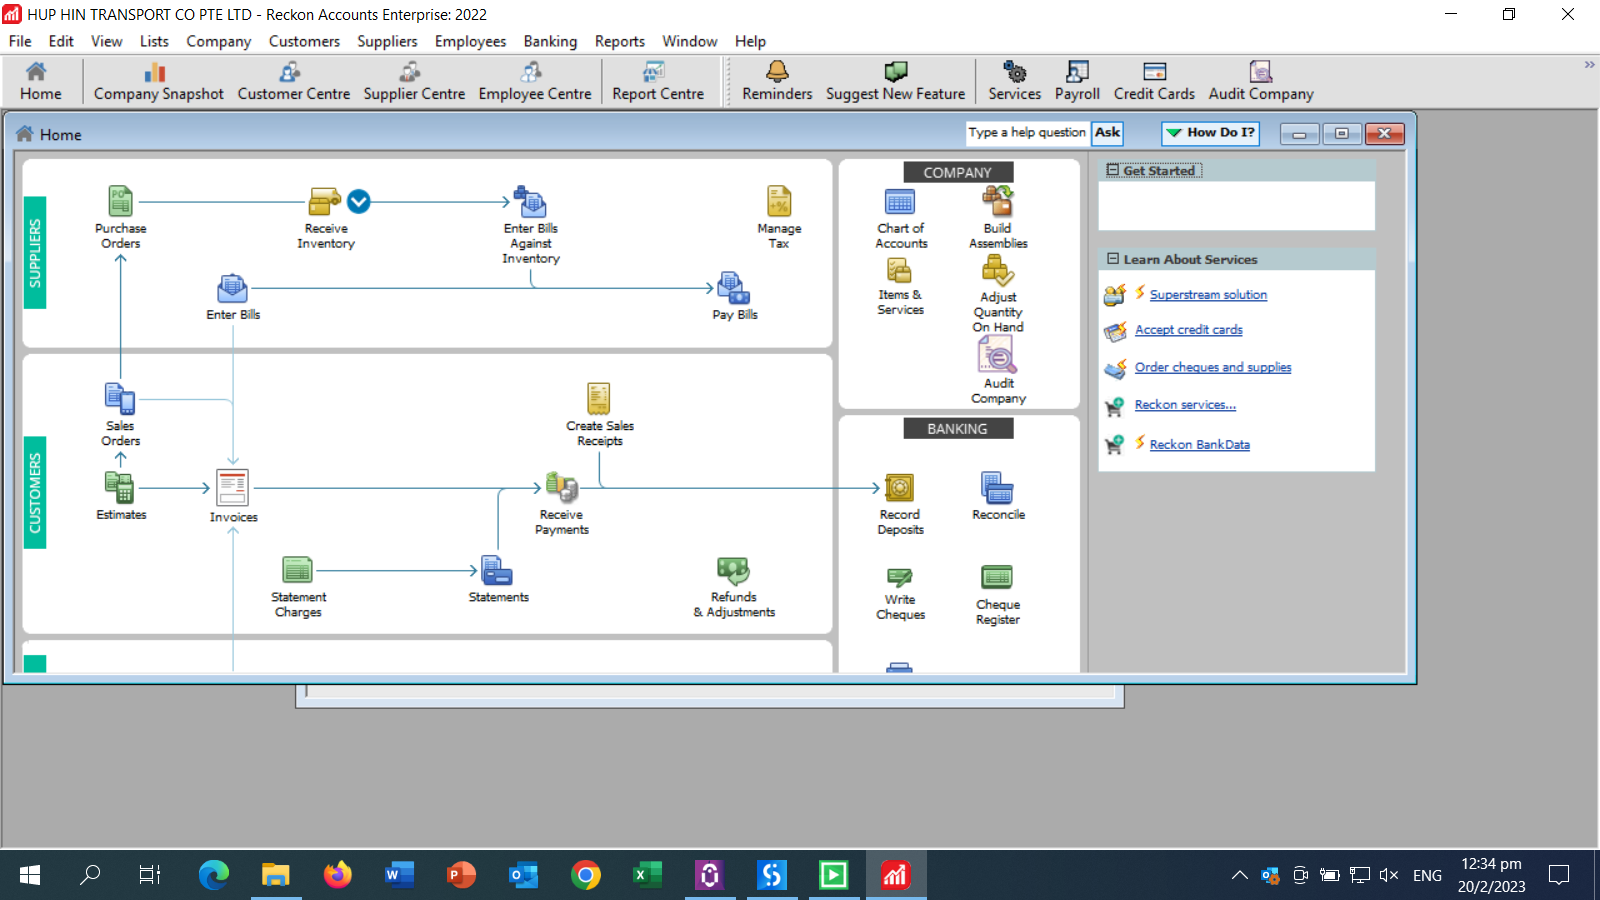 HUP HIN TRANSPORT CO PTE LTD - Reckon Accounts Enterprise: 2022
File Edit View Lists Company Customers Suppliers Employees Banking Reports Window Help
Home Company Snapshot Customer Centre Supplier Centre Employee Centre Report Centre Reminders Suggest New Feature Services Payroll Credit Cards Audit Company
Home
Type a help question Ask
How Do I?
SUPPLIERS
PO
Purchase
Orders
Receive
Inventory
Enter Bills
Against
Inventory
Manage
Tax
Enter Bills
Pay Bills
CUSTOMERS
Sales
Orders
Create Sales
Receipts
Estimates
Invoices
Receive
Payments
Statement
Charges
Statements
Refunds
& Adjustments
COMPANY
Chart of
Accounts
Build
Assemblies
Items &
Services
Adjust
Quantity
On Hand
Audit
Company
BANKING
Record
Deposits
Reconcile
Write
Cheques
Cheque
Register
Get Started
Learn About Services
Superstream solution
Accept credit cards
Order cheques and supplies
Reckon services...
Reckon BankData
ENG
12:34 pm
20/2/2023